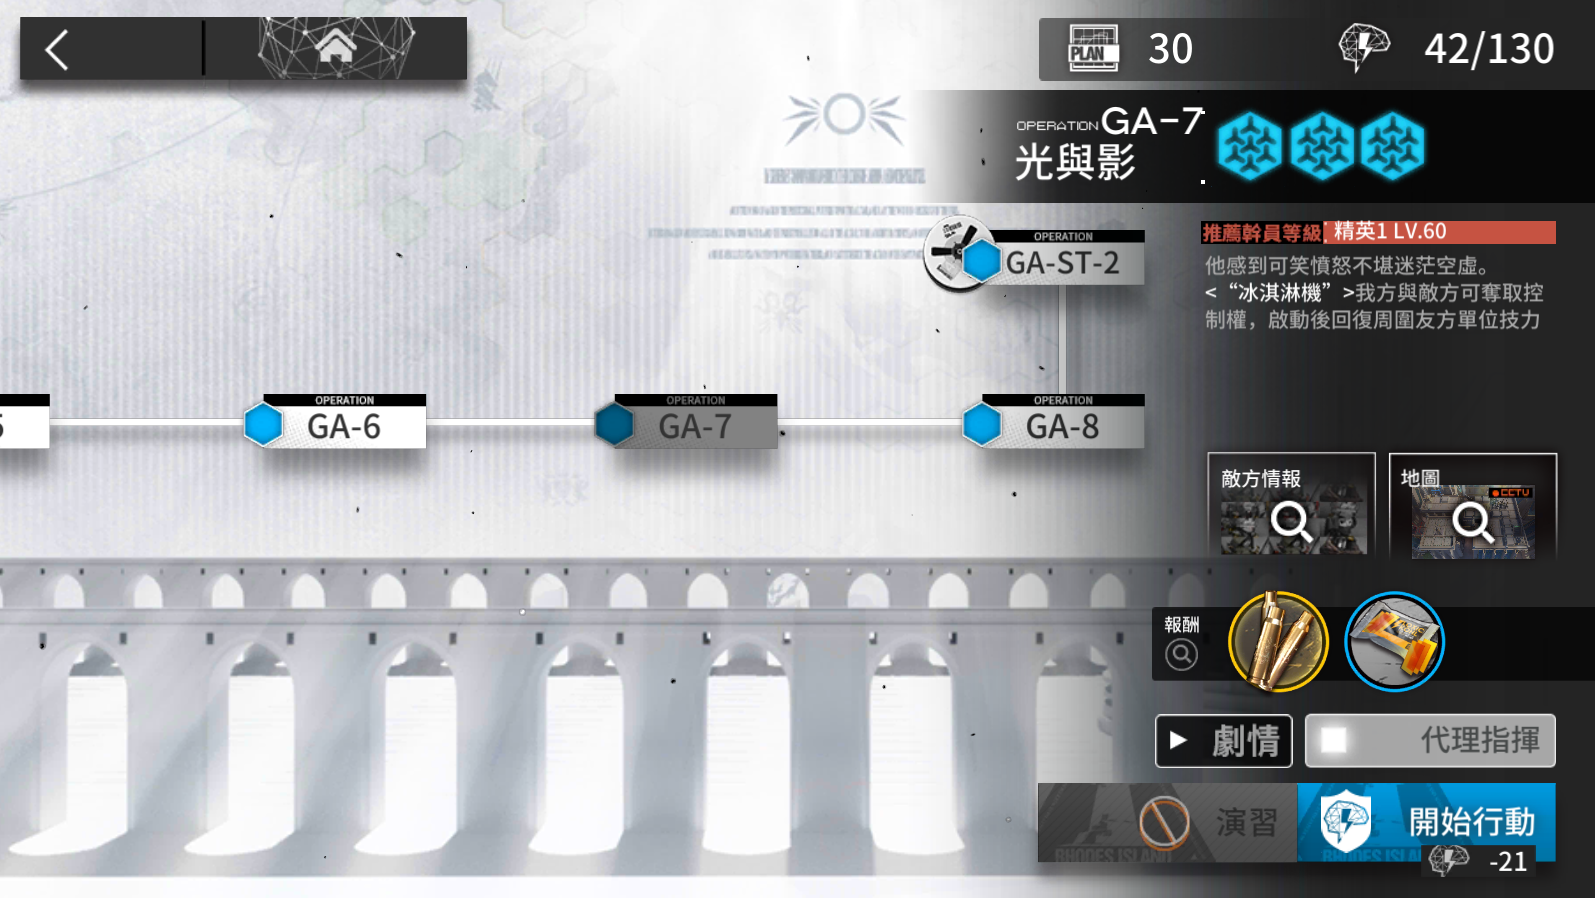 PLAN
30
42/130
OPERATION GA-7
光與影
推薦幹員等級: 精英1 LV.60
他感到可笑憤怒不堪迷茫空虛。
<“冰淇淋機”>我方與敵方可奪取控
制權，啟動後回復周圍友方單位技力
OPERATION
GA-ST-2
5
OPERATION
GA-6
OPERATION
GA-7
OPERATION
GA-8
敵方情報
地圖
CCTV
報酬
劇情
代理指揮
演習
RHODES ISLAND
開始行動
-21